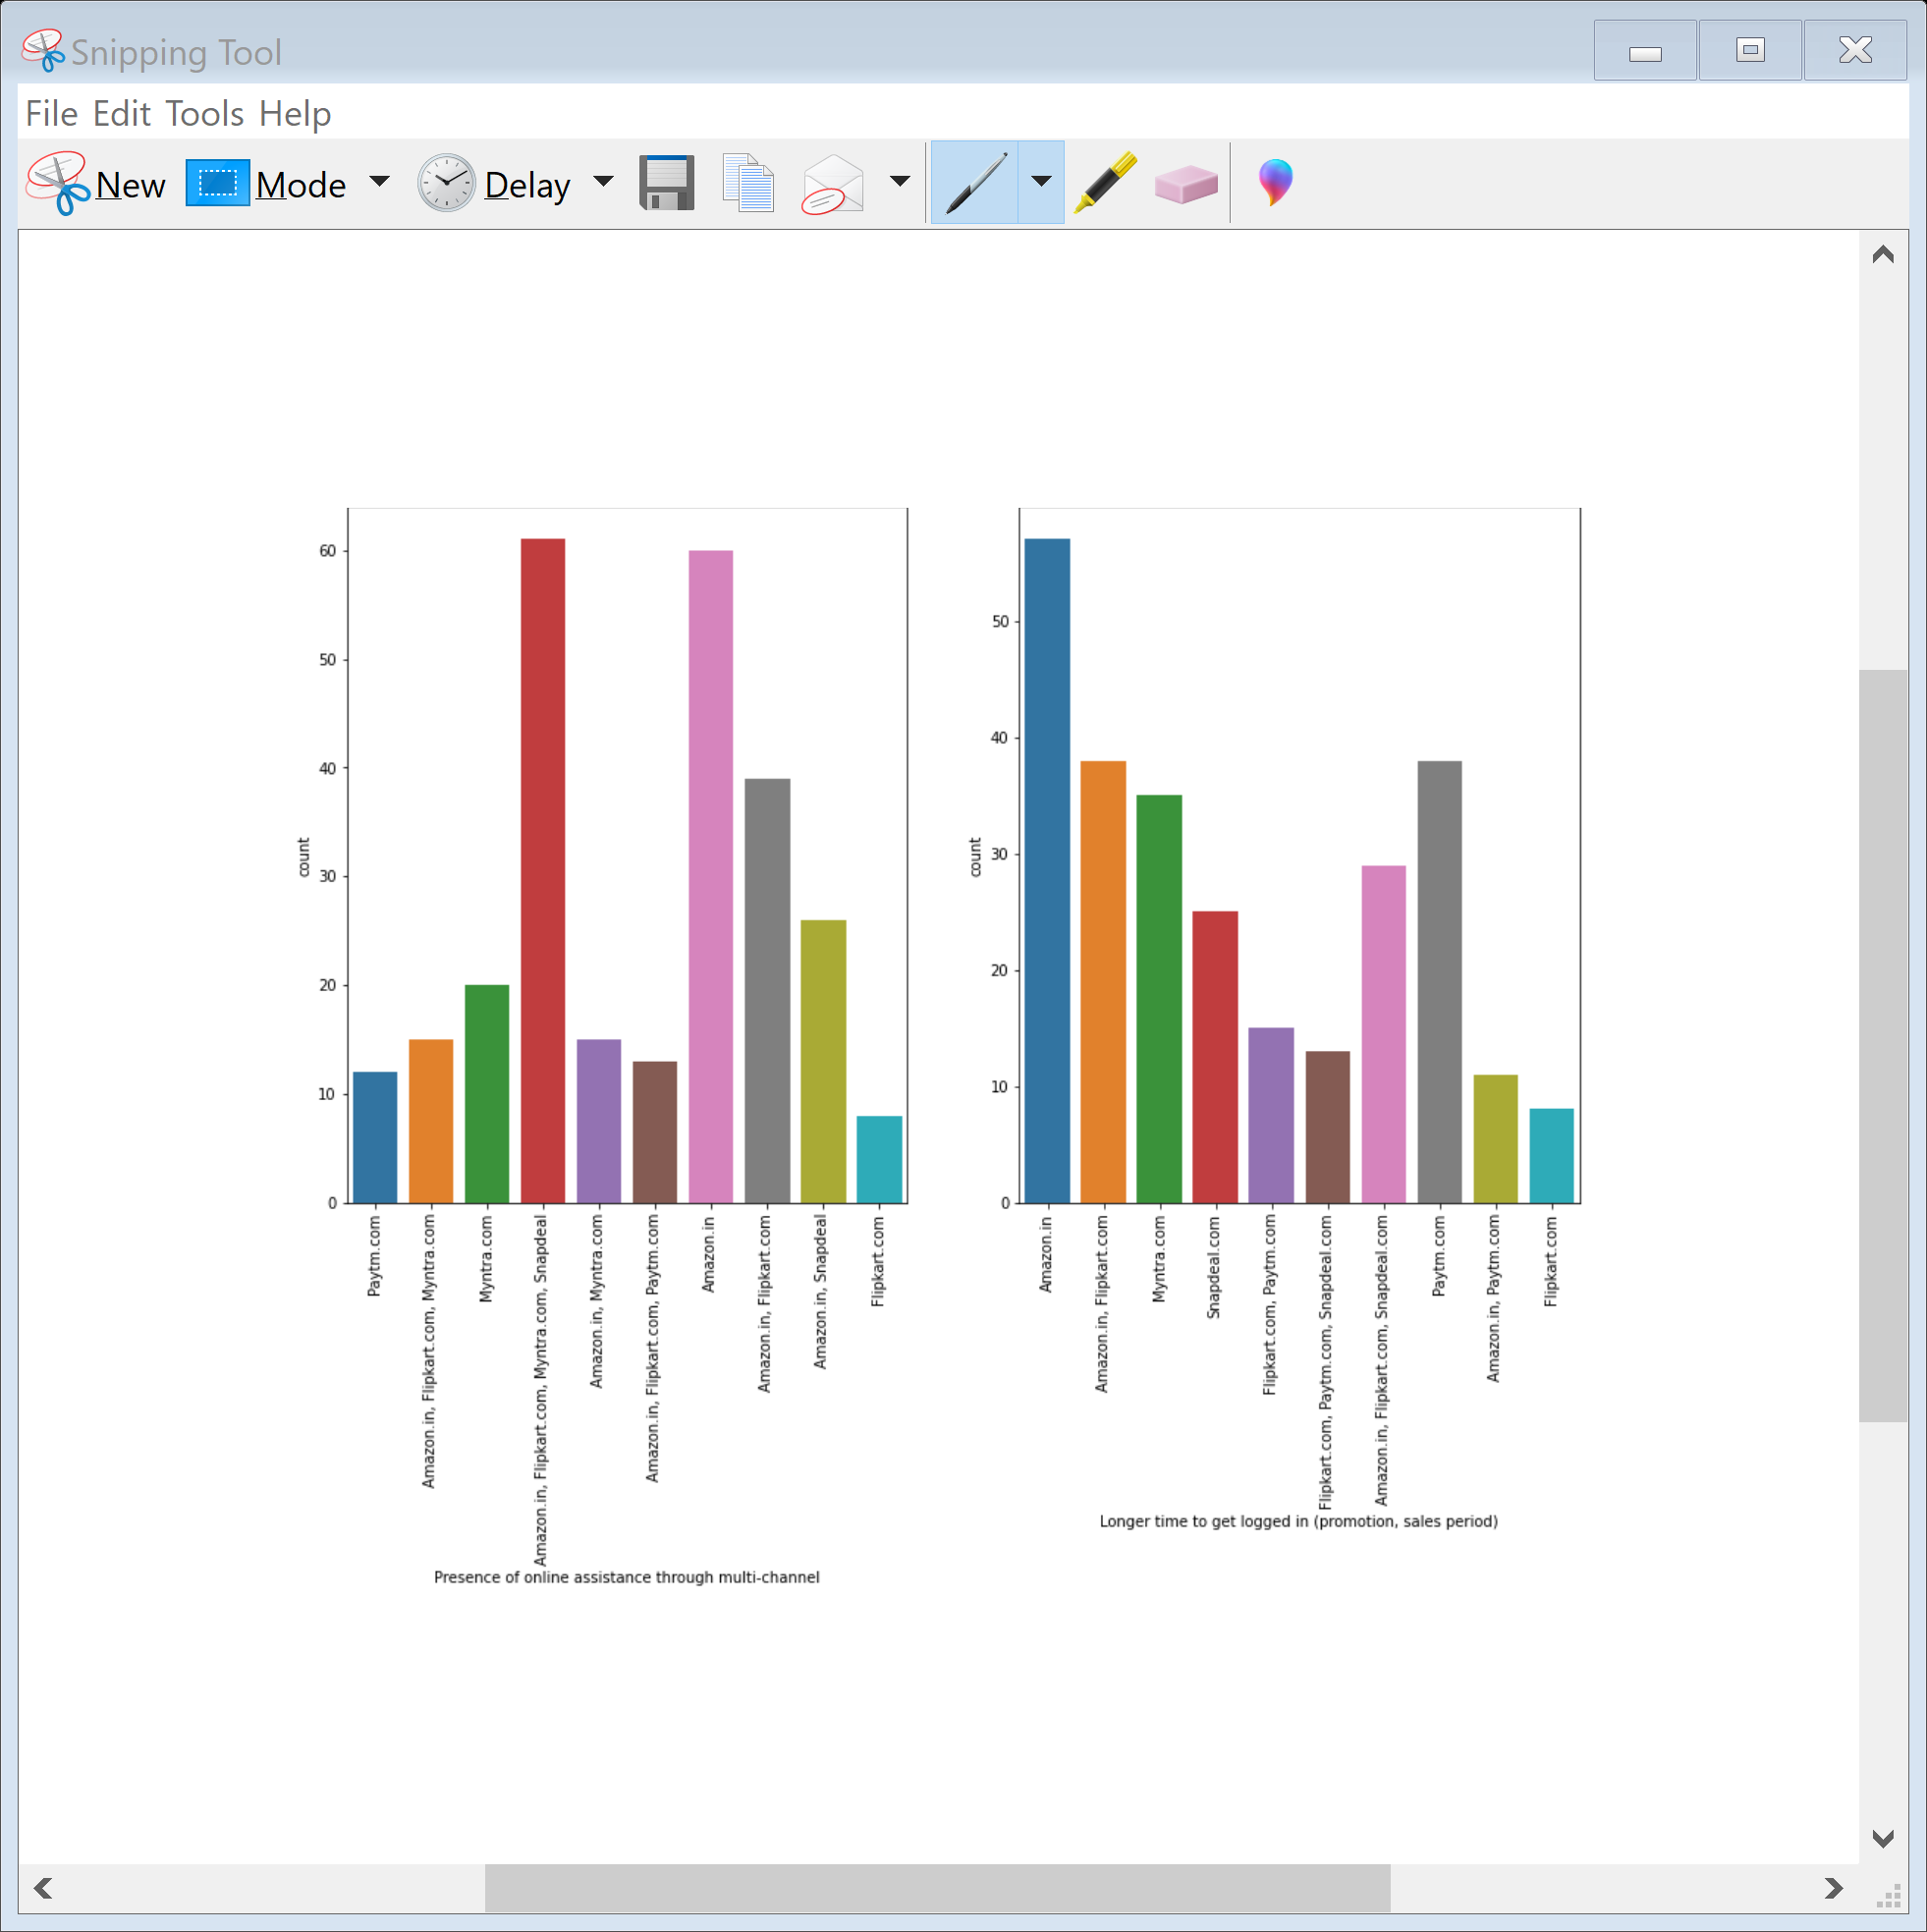 Snipping Tool
File Edit Tools Help
New Mode Delay
60
50
40
30
20
10
0
count
Paytm.com
Amazon.in, Flipkart.com, Myntra.com
Myntra.com
Amazon.in, Flipkart.com, Myntra.com, Snapdeal
Amazon.in, Myntra.com
Amazon.in, Flipkart.com, Paytm.com
Amazon.in
Amazon.in, Flipkart.com
Amazon.in, Snapdeal
Flipkart.com
Presence of online assistance through multi-channel
50
40
30
20
10
0
count
Amazon.in
Amazon.in, Flipkart.com
Myntra.com
Snapdeal.com
Flipkart.com, Paytm.com
Flipkart.com, Paytm.com, Snapdeal.com
Amazon.in, Flipkart.com, Snapdeal.com
Paytm.com
Amazon.in, Paytm.com
Flipkart.com
Longer time to get logged in (promotion, sales period)